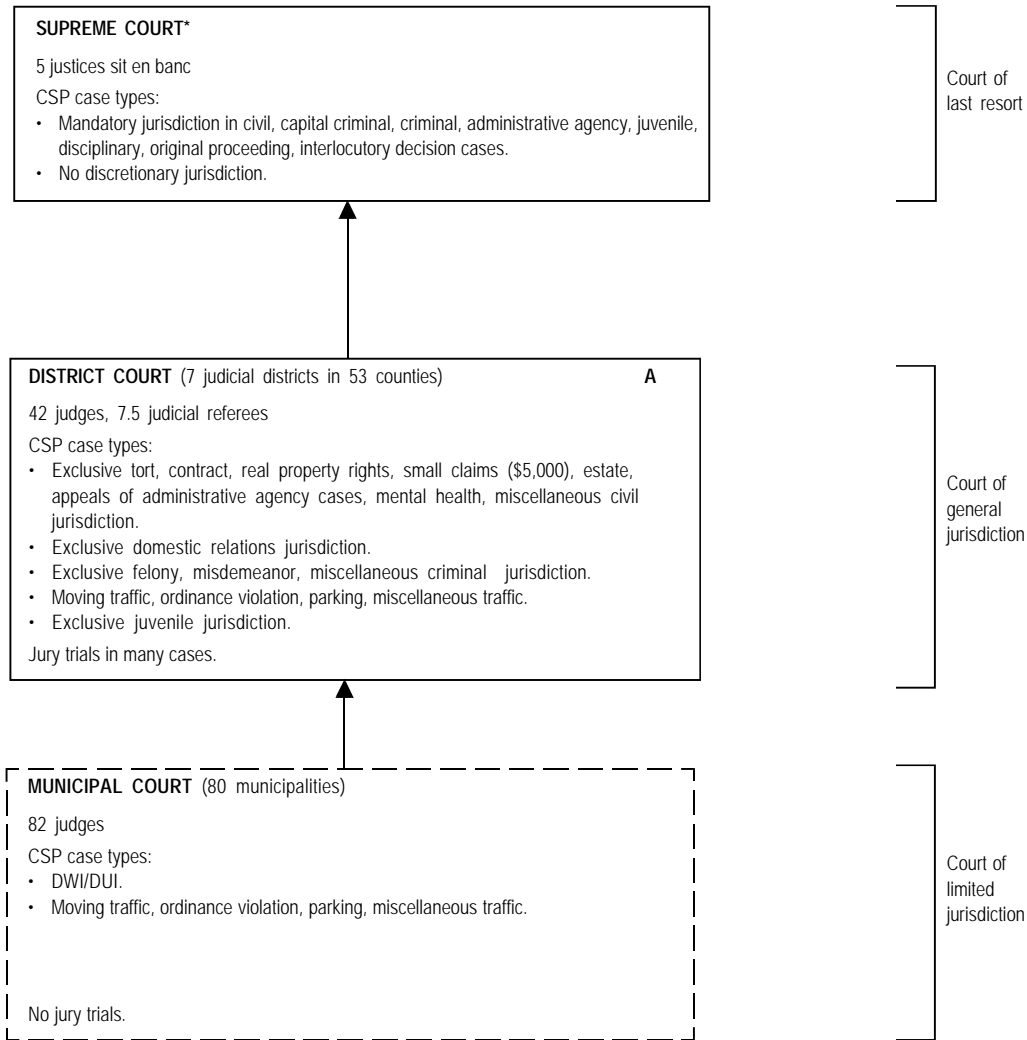 SUPREME COURT*
5 justices sit en banc
CSP case types:
• Mandatory jurisdiction in civil, capital criminal, criminal, administrative agency, juvenile,
disciplinary, original proceeding, interlocutory decision cases.
• No discretionary jurisdiction.
Court of
last resort
DISTRICT COURT (7 judicial districts in 53 counties) A
42 judges, 7.5 judicial referees
CSP case types:
• Exclusive tort, contract, real property rights, small claims ($5,000), estate,
appeals of administrative agency cases, mental health, miscellaneous civil
jurisdiction.
• Exclusive domestic relations jurisdiction.
• Exclusive felony, misdemeanor, miscellaneous criminal jurisdiction.
• Moving traffic, ordinance violation, parking, miscellaneous traffic.
• Exclusive juvenile jurisdiction.
Jury trials in many cases.
Court of
general
jurisdiction
MUNICIPAL COURT (80 municipalities)
82 judges
CSP case types:
• DWI/DUI.
• Moving traffic, ordinance violation, parking, miscellaneous traffic.
No jury trials.
Court of
limited
jurisdiction